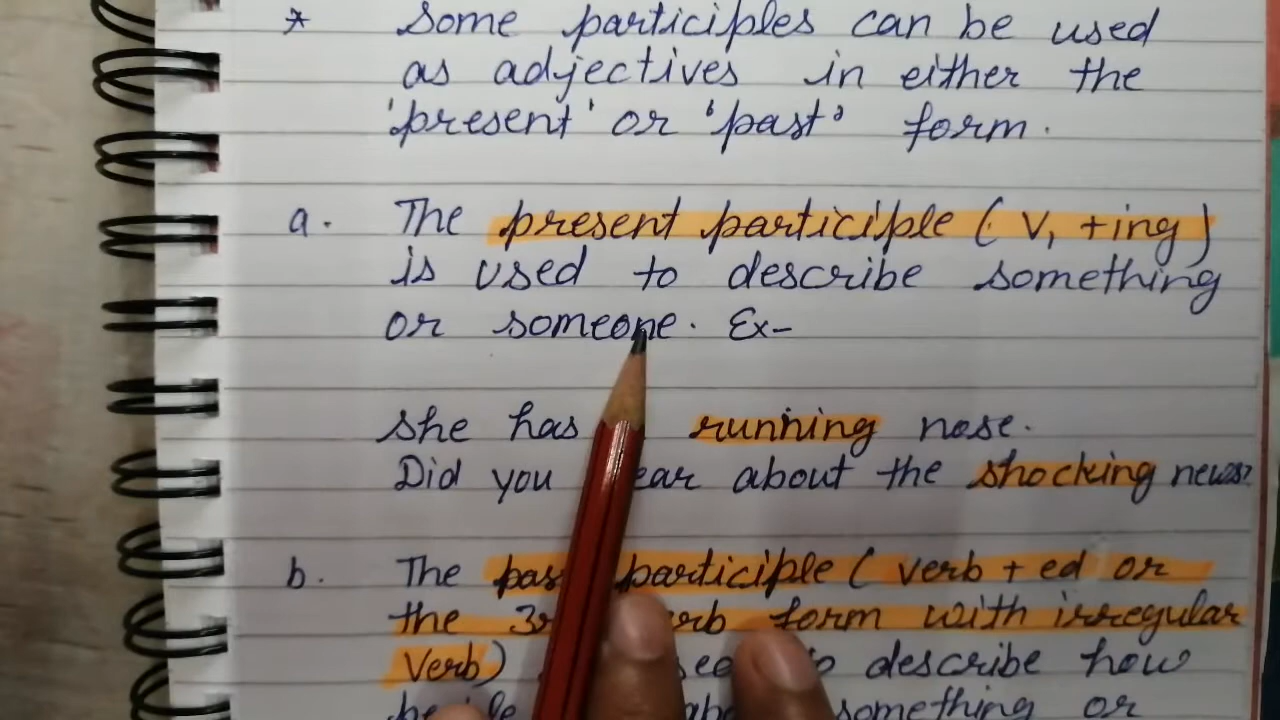 * Some participles can be used
as adjectives in either the
'present' or 'past' form.
a. The present participle (V₁ +ing)
is used to describe something
or someone. Ex-
She has running nose.
Did you about the shocking news?
b. The participle (verb + ed or
the form with irregular
verb) describe how
something or